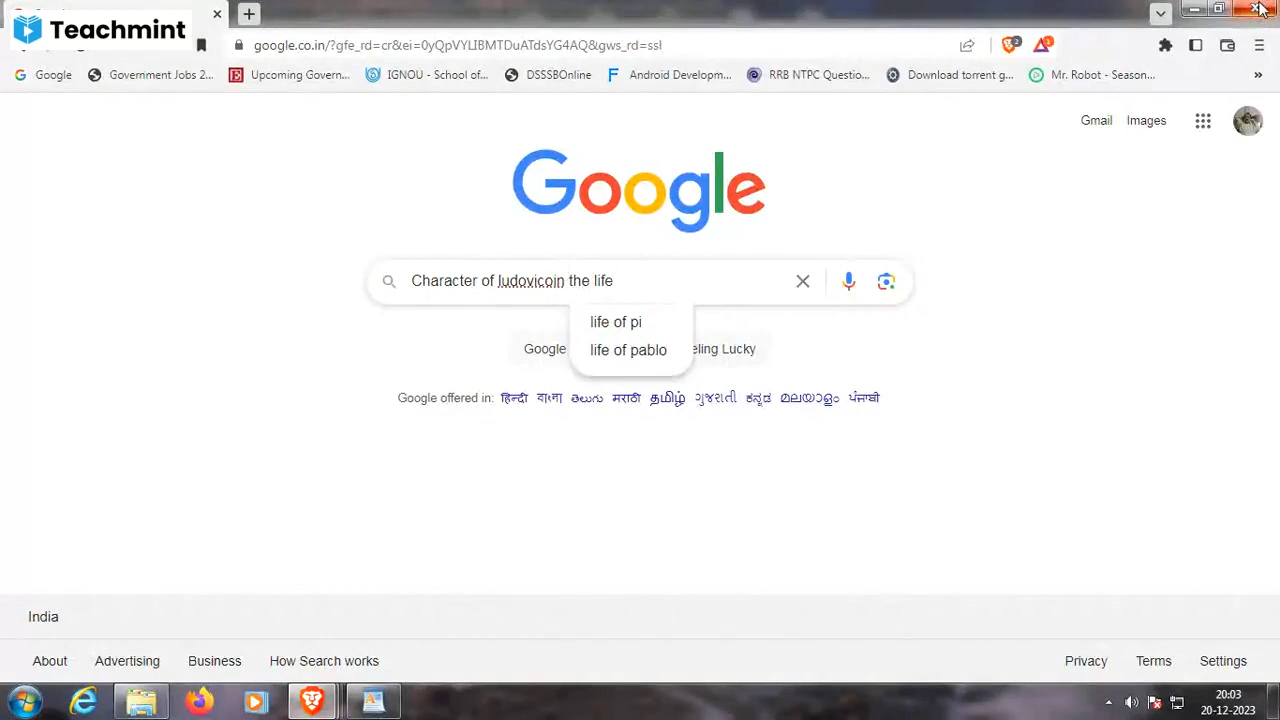 Teachmint
google.co.in/?gfe_rd=cr&ei=0yQpVYLIBMTDuATdsYG4AQ&gws_rd=ssl
2
1
Google
Government Jobs 2...
Upcoming Govern...
IGNOU - School of...
DSSSBOnline
Android Developm...
RRB NTPC Questio...
Download torrent g...
Mr. Robot - Season...
»
Gmail
Images
Google
Character of ludovicoin the life
life of pi
life of pablo
Google
eling Lucky
Google offered in: हिन्दी বাংলা తెలుగు मराठी தமிழ் ગુજરાતી ಕನ್ನಡ മലയാളം ਪੰਜਾਬੀ
India
About
Advertising
Business
How Search works
Privacy
Terms
Settings
20:03
20-12-2023